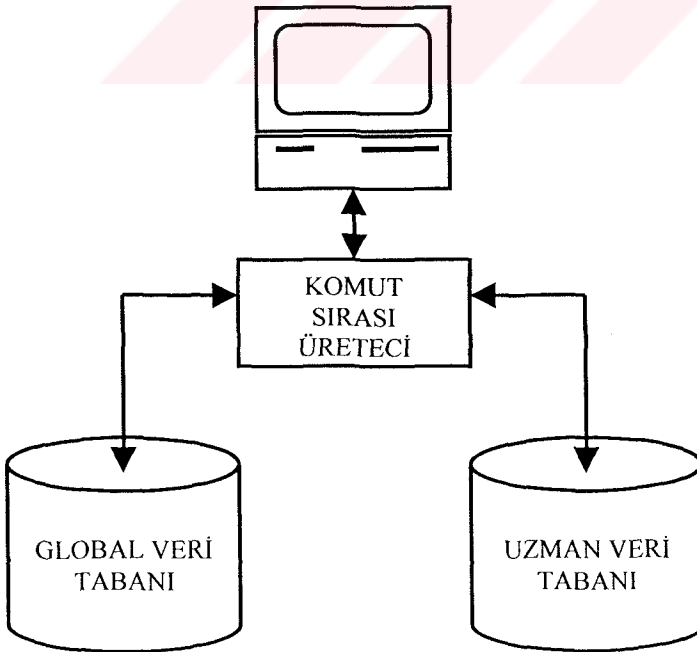 KOMUT
SIRASI
ÜRETECİ
GLOBAL VERİ
TABANI
UZMAN VERİ
TABANI